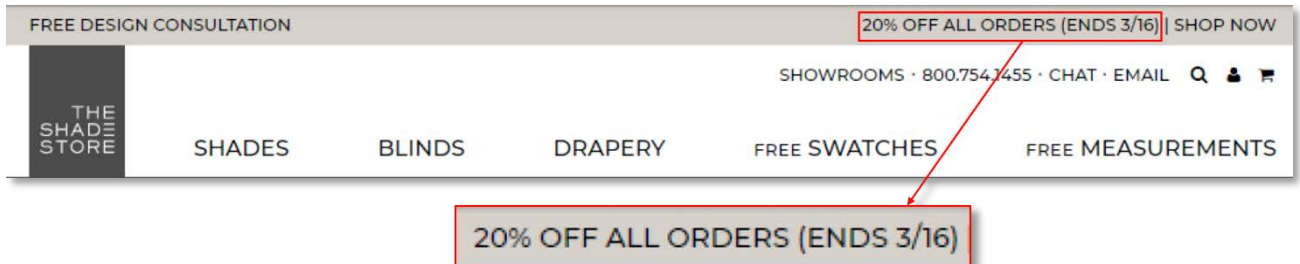 FREE DESIGN CONSULTATION
20% OFF ALL ORDERS (ENDS 3/16) | SHOP NOW
SHOWROOMS · 800.754.1455 · CHAT · EMAIL
THE
SHADE
STORE
SHADES BLINDS DRAPERY FREE SWATCHES FREE MEASUREMENTS
20% OFF ALL ORDERS (ENDS 3/16)